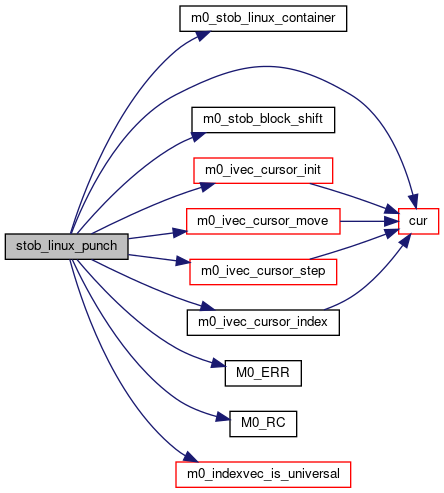 m0_stob_linux_container
m0_stob_block_shift
m0_ivec_cursor_init
m0_ivec_cursor_move
cur
stob_linux_punch
m0_ivec_cursor_step
m0_ivec_cursor_index
M0_ERR
M0_RC
m0_indexvec_is_universal